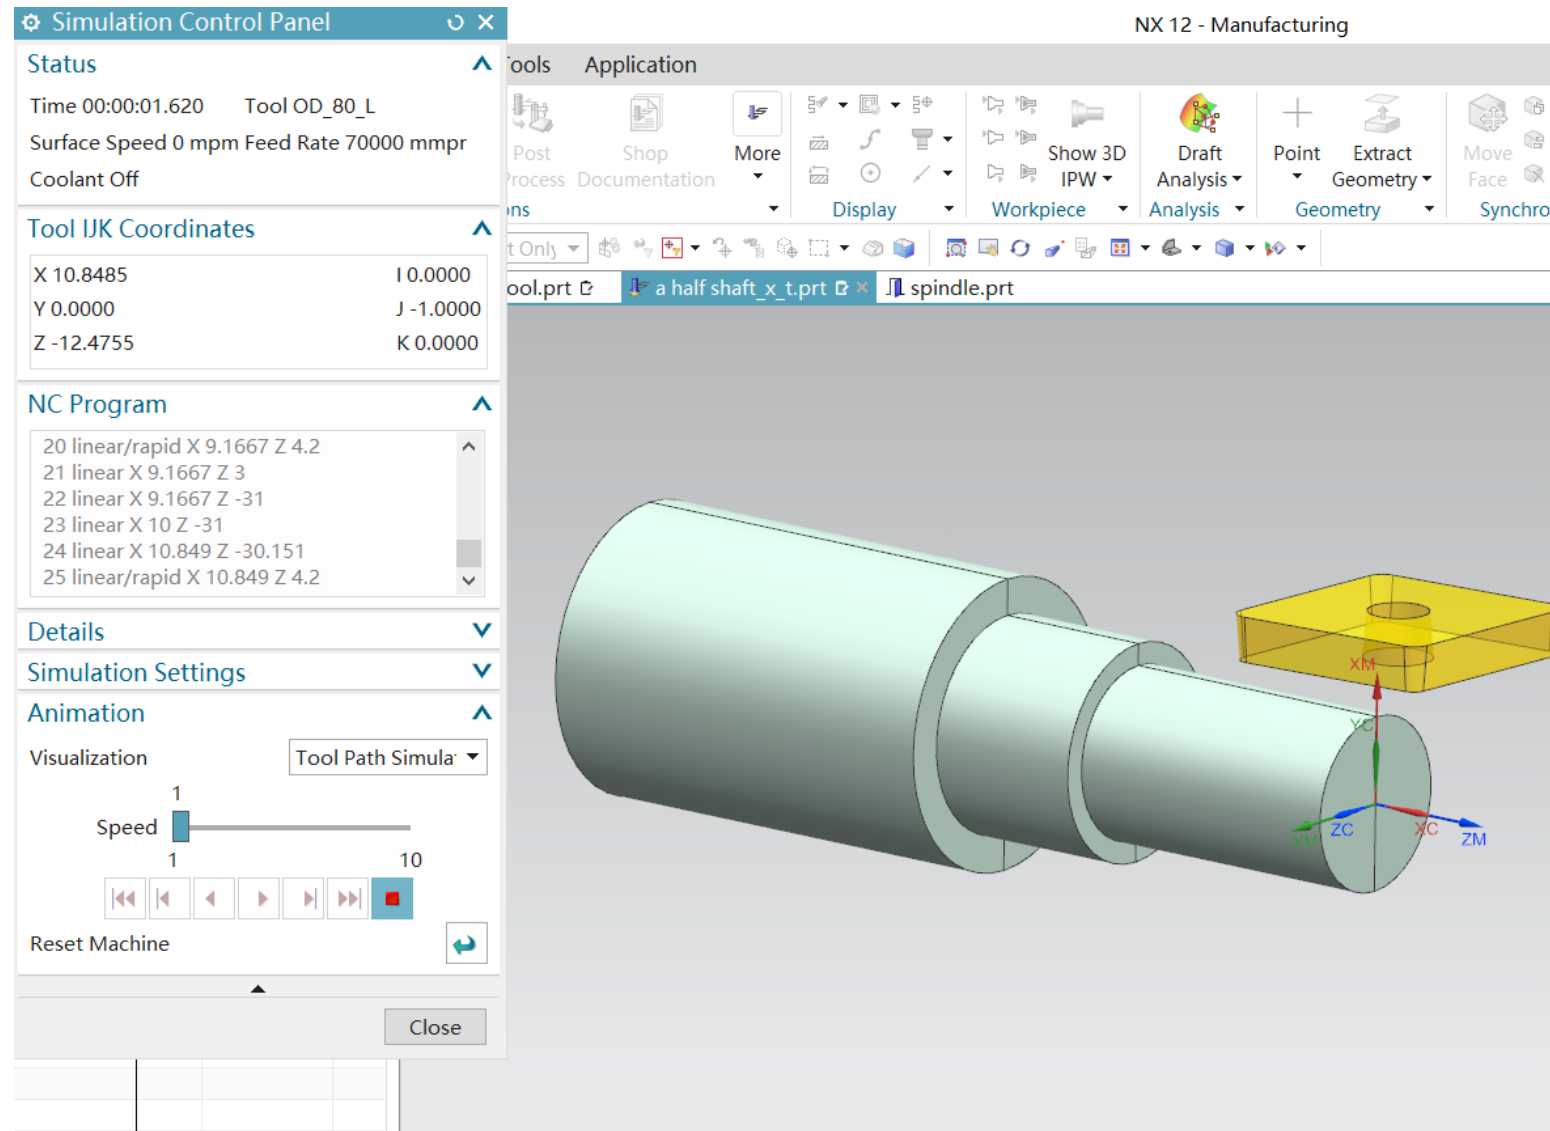 Simulation Control Panel
NX 12 - Manufacturing
Status
Time 00:00:01.620 Tool OD_80_L
Surface Speed 0 mpm Feed Rate 70000 mmpr
Coolant Off
ools Application
Post Process
Shop Documentation
More
Show 3D IPW
Draft Analysis
Point
Extract Geometry
Move Face
ns
Display
Workpiece
Analysis
Geometry
Synchro
Tool IJK Coordinates
X 10.8485 I 0.0000
Y 0.0000 J -1.0000
Z -12.4755 K 0.0000
t Only
ool.prt
a half shaft_x_t.prt
spindle.prt
NC Program
20 linear/rapid X 9.1667 Z 4.2
21 linear X 9.1667 Z 3
22 linear X 9.1667 Z -31
23 linear X 10 Z -31
24 linear X 10.849 Z -30.151
25 linear/rapid X 10.849 Z 4.2
Details
Simulation Settings
Animation
Visualization Tool Path Simula
1
Speed
1 10
Reset Machine
Close
XM
YC
YM
ZC
XC
ZM